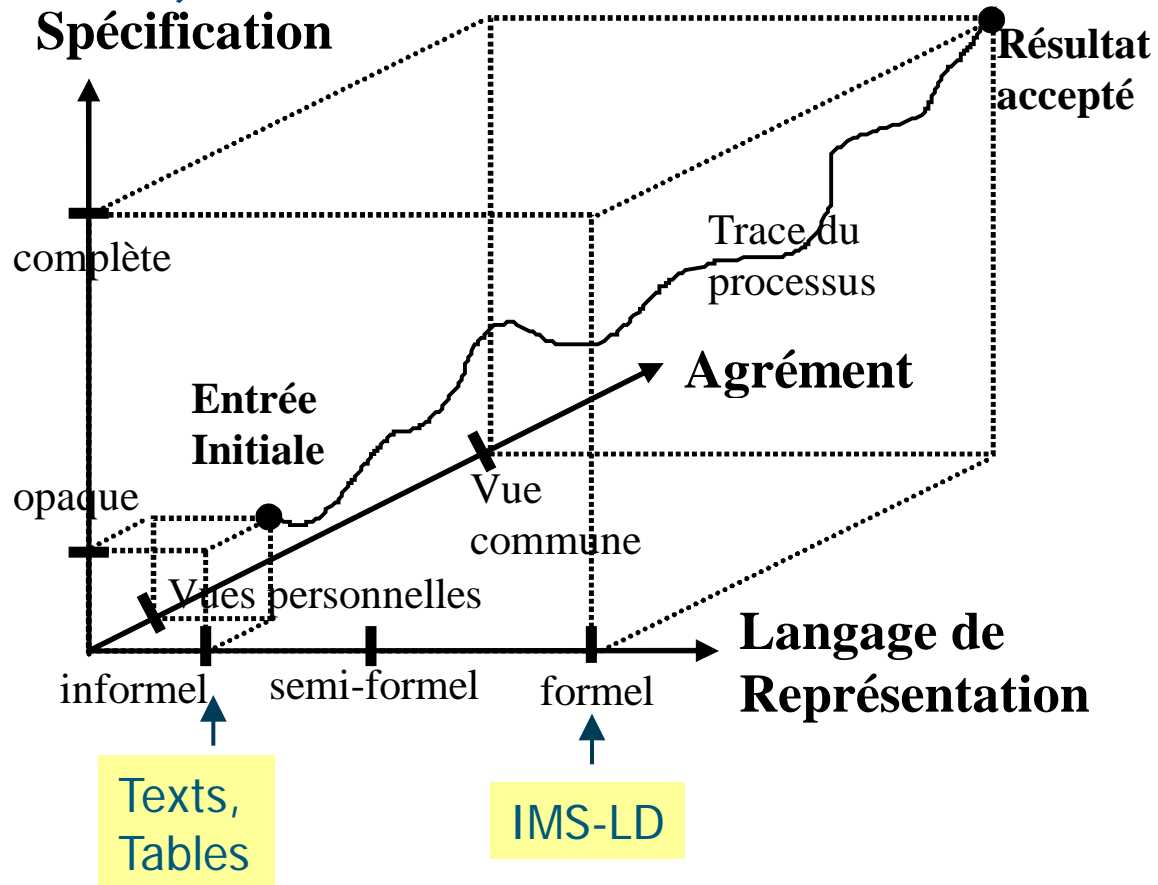 Spécification
Résultat
accepté
complète
Trace du
processus
Agrément
Entrée
Initiale
opaque
Vue
commune
Vues personnelles
Langage de
Représentation
informel
semi-formel
formel
Texts,
Tables
IMS-LD